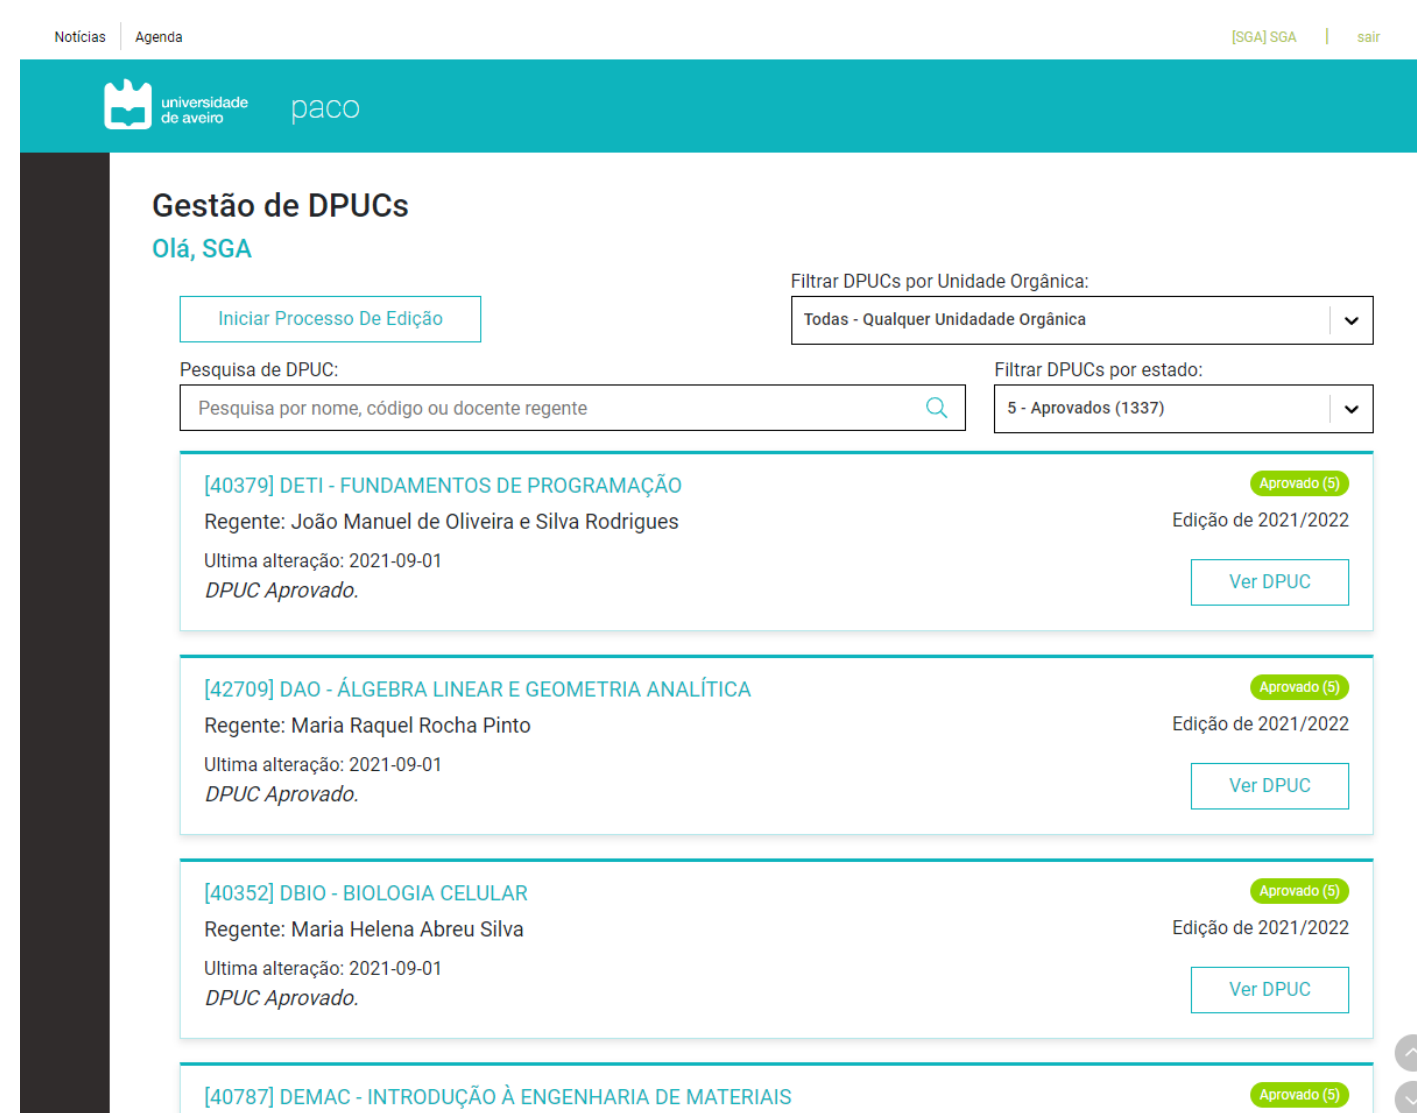 Notícias
Agenda
[SGA] SGA
sair
universidade
de aveiro
paco
Gestão de DPUCs
Olá, SGA
Filtrar DPUCs por Unidade Orgânica:
Iniciar Processo De Edição
Todas - Qualquer Unidadade Orgânica
Pesquisa de DPUC:
Filtrar DPUCs por estado:
Pesquisa por nome, código ou docente regente
5 - Aprovados (1337)
[40379] DETI - FUNDAMENTOS DE PROGRAMAÇÃO
Aprovado (5)
Regente: João Manuel de Oliveira e Silva Rodrigues
Edição de 2021/2022
Ultima alteração: 2021-09-01
DPUC Aprovado.
Ver DPUC
[42709] DAO - ÁLGEBRA LINEAR E GEOMETRIA ANALÍTICA
Aprovado (5)
Regente: Maria Raquel Rocha Pinto
Edição de 2021/2022
Ultima alteração: 2021-09-01
DPUC Aprovado.
Ver DPUC
[40352] DBIO - BIOLOGIA CELULAR
Aprovado (5)
Regente: Maria Helena Abreu Silva
Edição de 2021/2022
Ultima alteração: 2021-09-01
DPUC Aprovado.
Ver DPUC
[40787] DEMAC - INTRODUÇÃO À ENGENHARIA DE MATERIAIS
Aprovado (5)